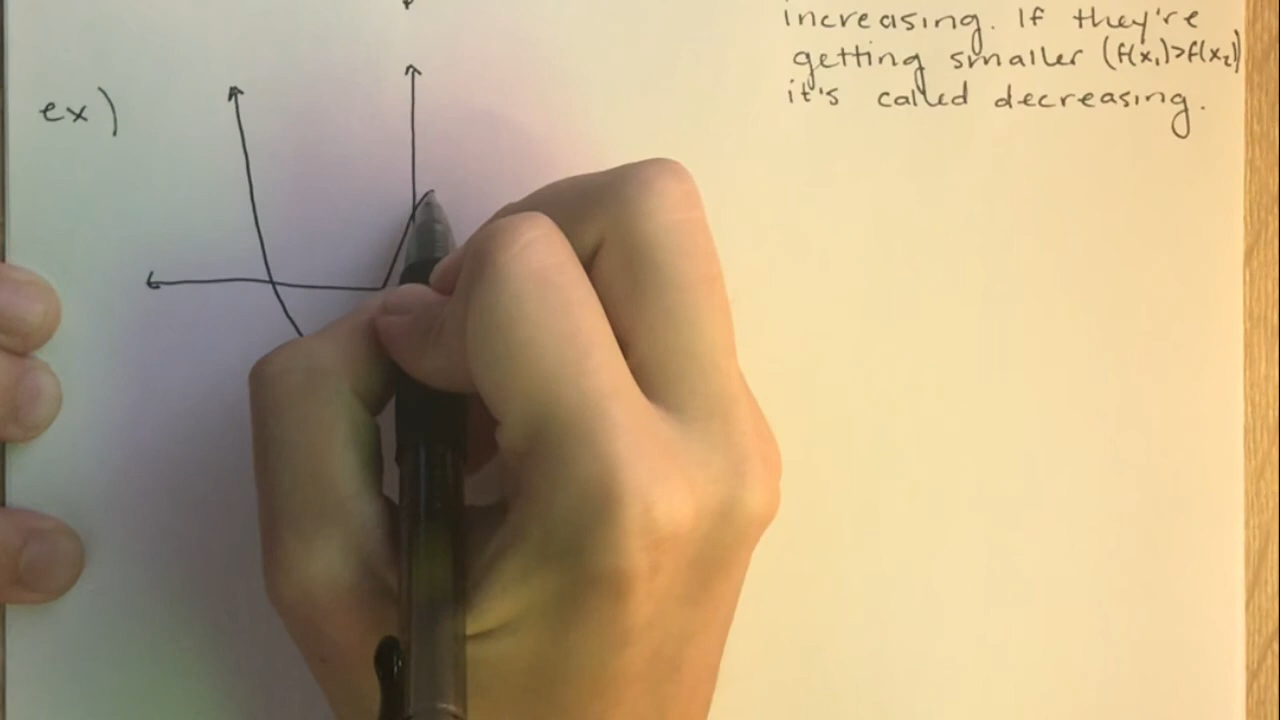 increasing. If they're
getting smaller (f(x₁)>f(x₂))
it's called decreasing.
ex)